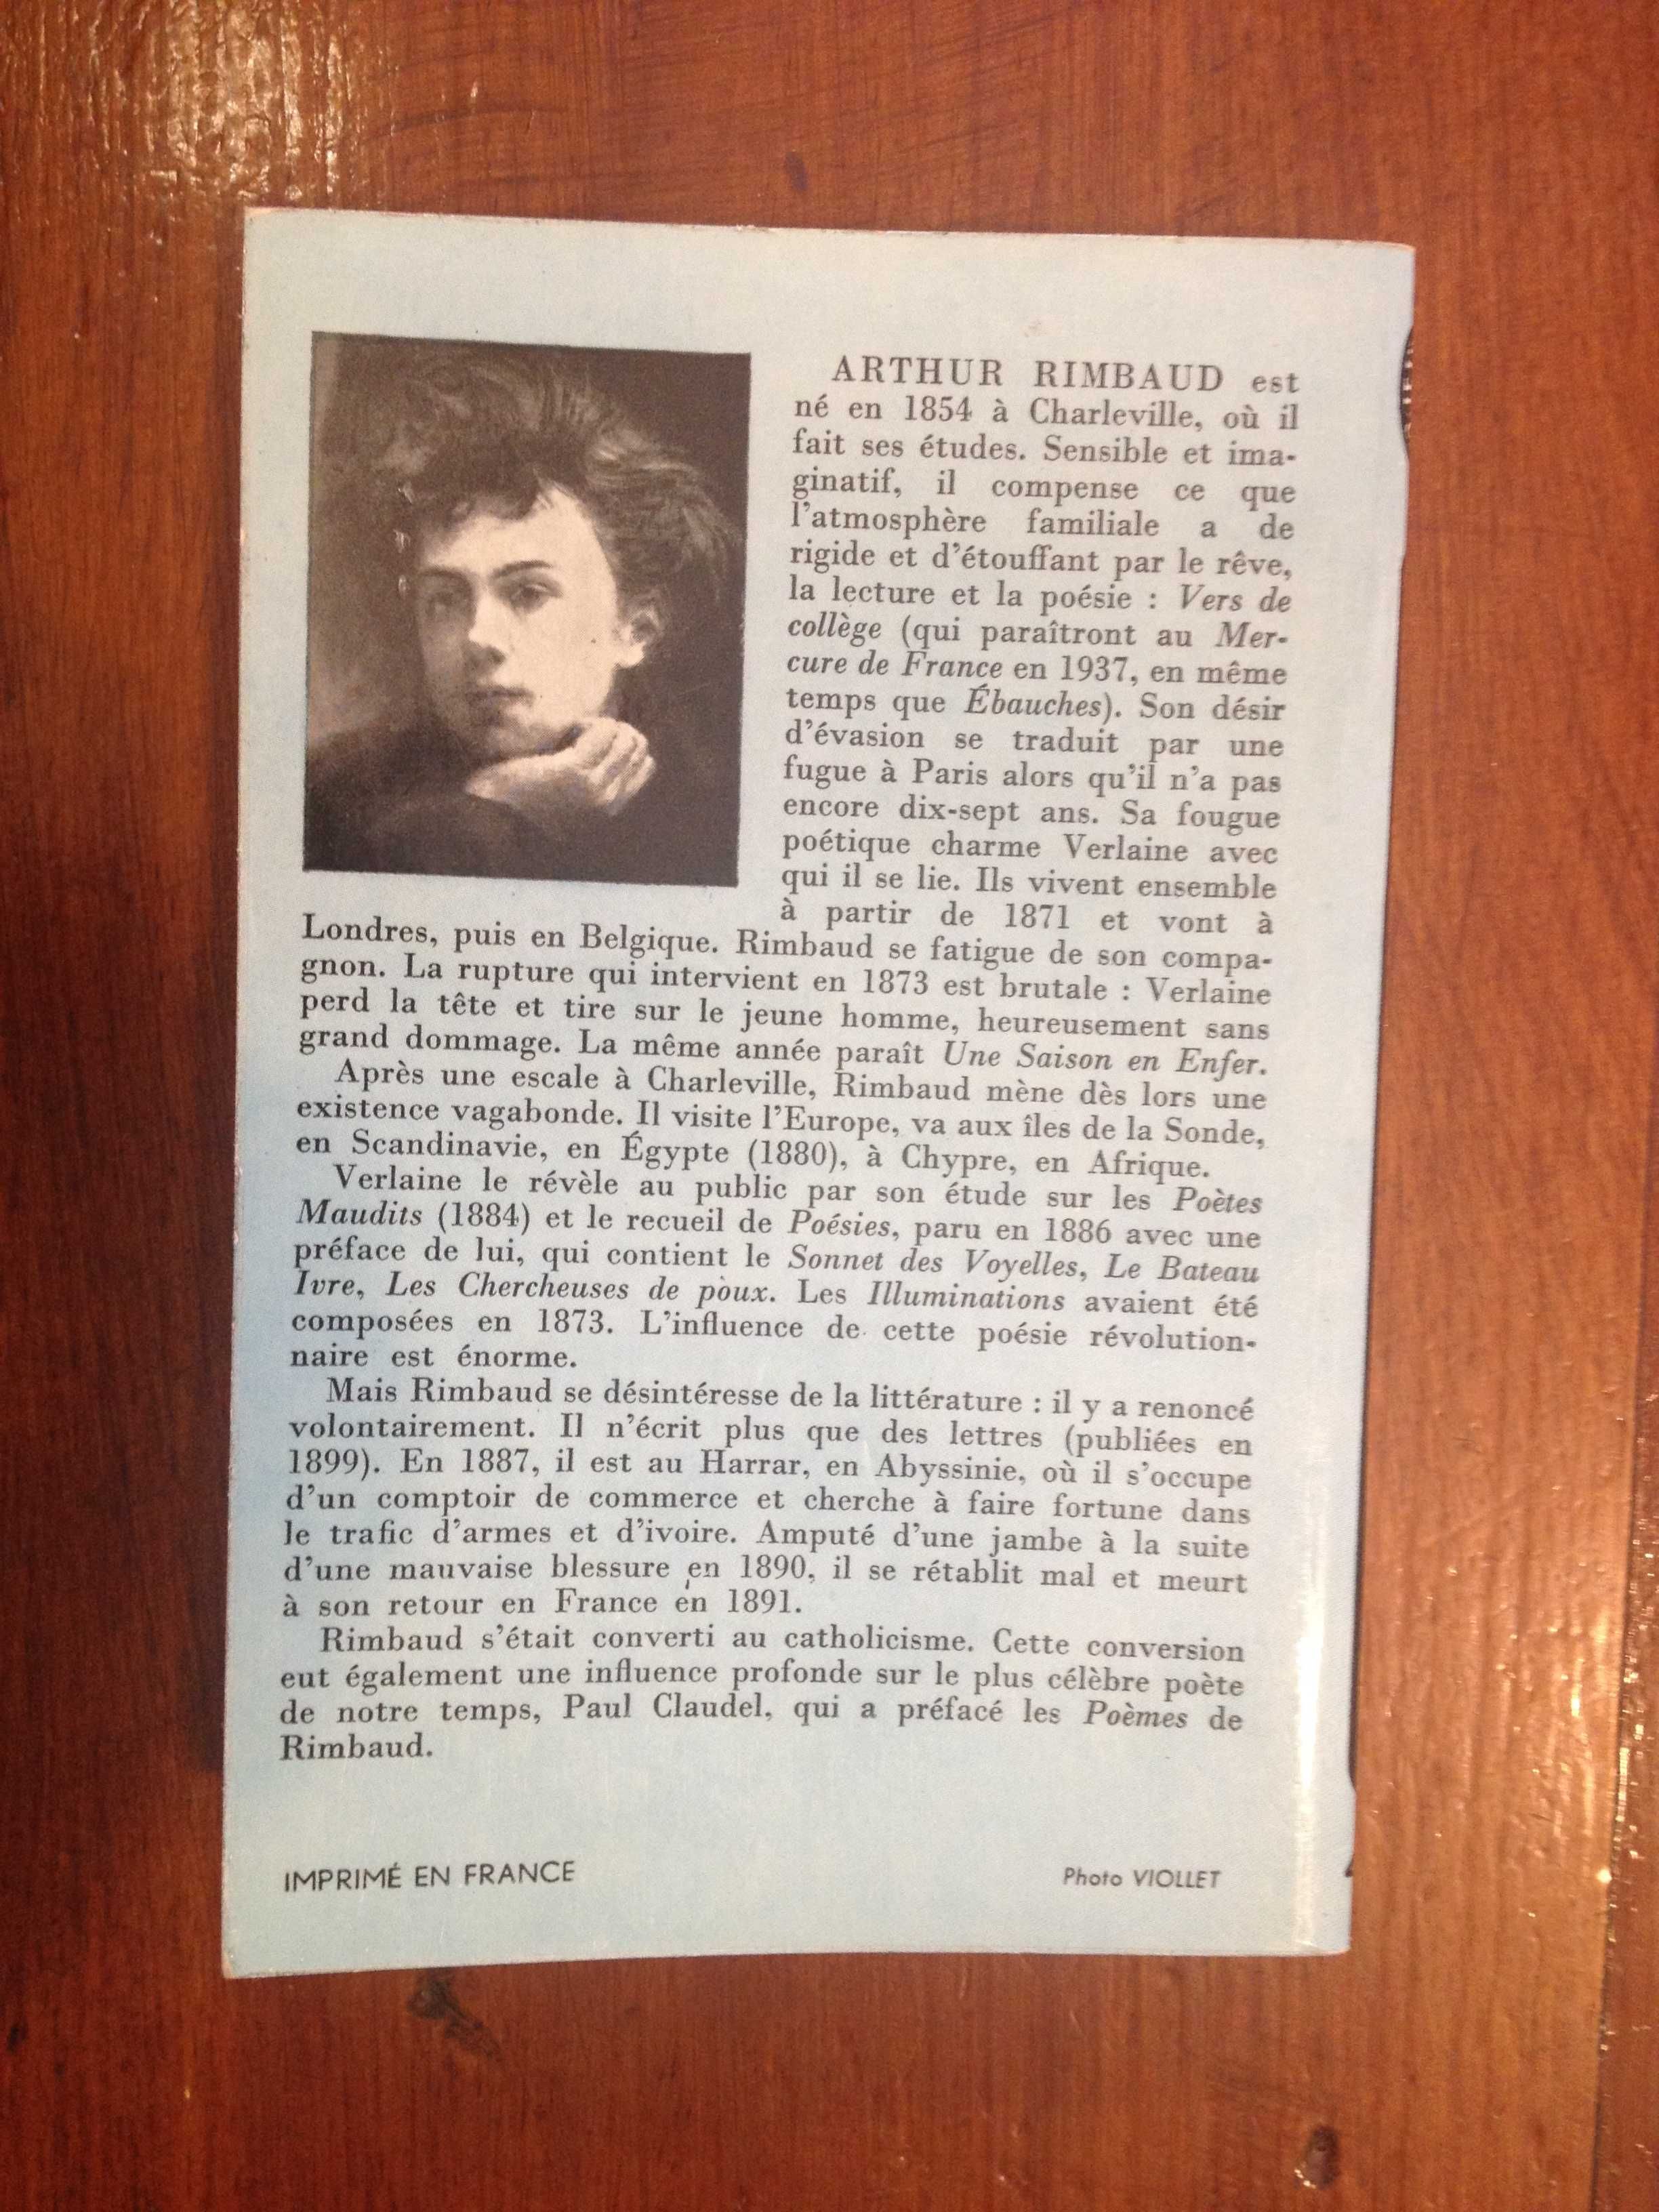 ARTHUR RIMBAUD est
né en 1854 à Charleville, où il
fait ses études. Sensible et ima-
ginatif, il compense ce que
l'atmosphère familiale a de
rigide et d'étouffant par le rêve,
la lecture et la poésie : Vers de
collège (qui paraîtront au Mer-
cure de France en 1937, en même
temps que Ébauches). Son désir
d'évasion se traduit par une
fugue à Paris alors qu'il n'a pas
encore dix-sept ans. Sa fougue
poétique charme Verlaine avec
qui il se lie. Ils vivent ensemble
à partir de 1871 et vont à
Londres, puis en Belgique. Rimbaud se fatigue de son compa-
gnon. La rupture qui intervient en 1873 est brutale : Verlaine
perd la tête et tire sur le jeune homme, heureusement sans
grand dommage. La même année paraît Une Saison en Enfer.
Après une escale à Charleville, Rimbaud mène dès lors une
existence vagabonde. Il visite l'Europe, va aux îles de la Sonde,
en Scandinavie, en Égypte (1880), à Chypre, en Afrique.
Verlaine le révèle au public par son étude sur les Poètes
Maudits (1884) et le recueil de Poésies, paru en 1886 avec une
préface de lui, qui contient le Sonnet des Voyelles, Le Bateau
Ivre, Les Chercheuses de poux. Les Illuminations avaient été
composées en 1873. L'influence de cette poésie révolution-
naire est énorme.
Mais Rimbaud se désintéresse de la littérature : il y a renoncé
volontairement. Il n'écrit plus que des lettres (publiées en
1899). En 1887, il est au Harrar, en Abyssinie, où il s'occupe
d'un comptoir de commerce et cherche à faire fortune dans
le trafic d'armes et d'ivoire. Amputé d'une jambe à la suite
d'une mauvaise blessure en 1890, il se rétablit mal et meurt
à son retour en France en 1891.
Rimbaud s'était converti au catholicisme. Cette conversion
eut également une influence profonde sur le plus célèbre poète
de notre temps, Paul Claudel, qui a préfacé les Poèmes de
Rimbaud.
IMPRIMÉ EN FRANCE
Photo VIOLLET